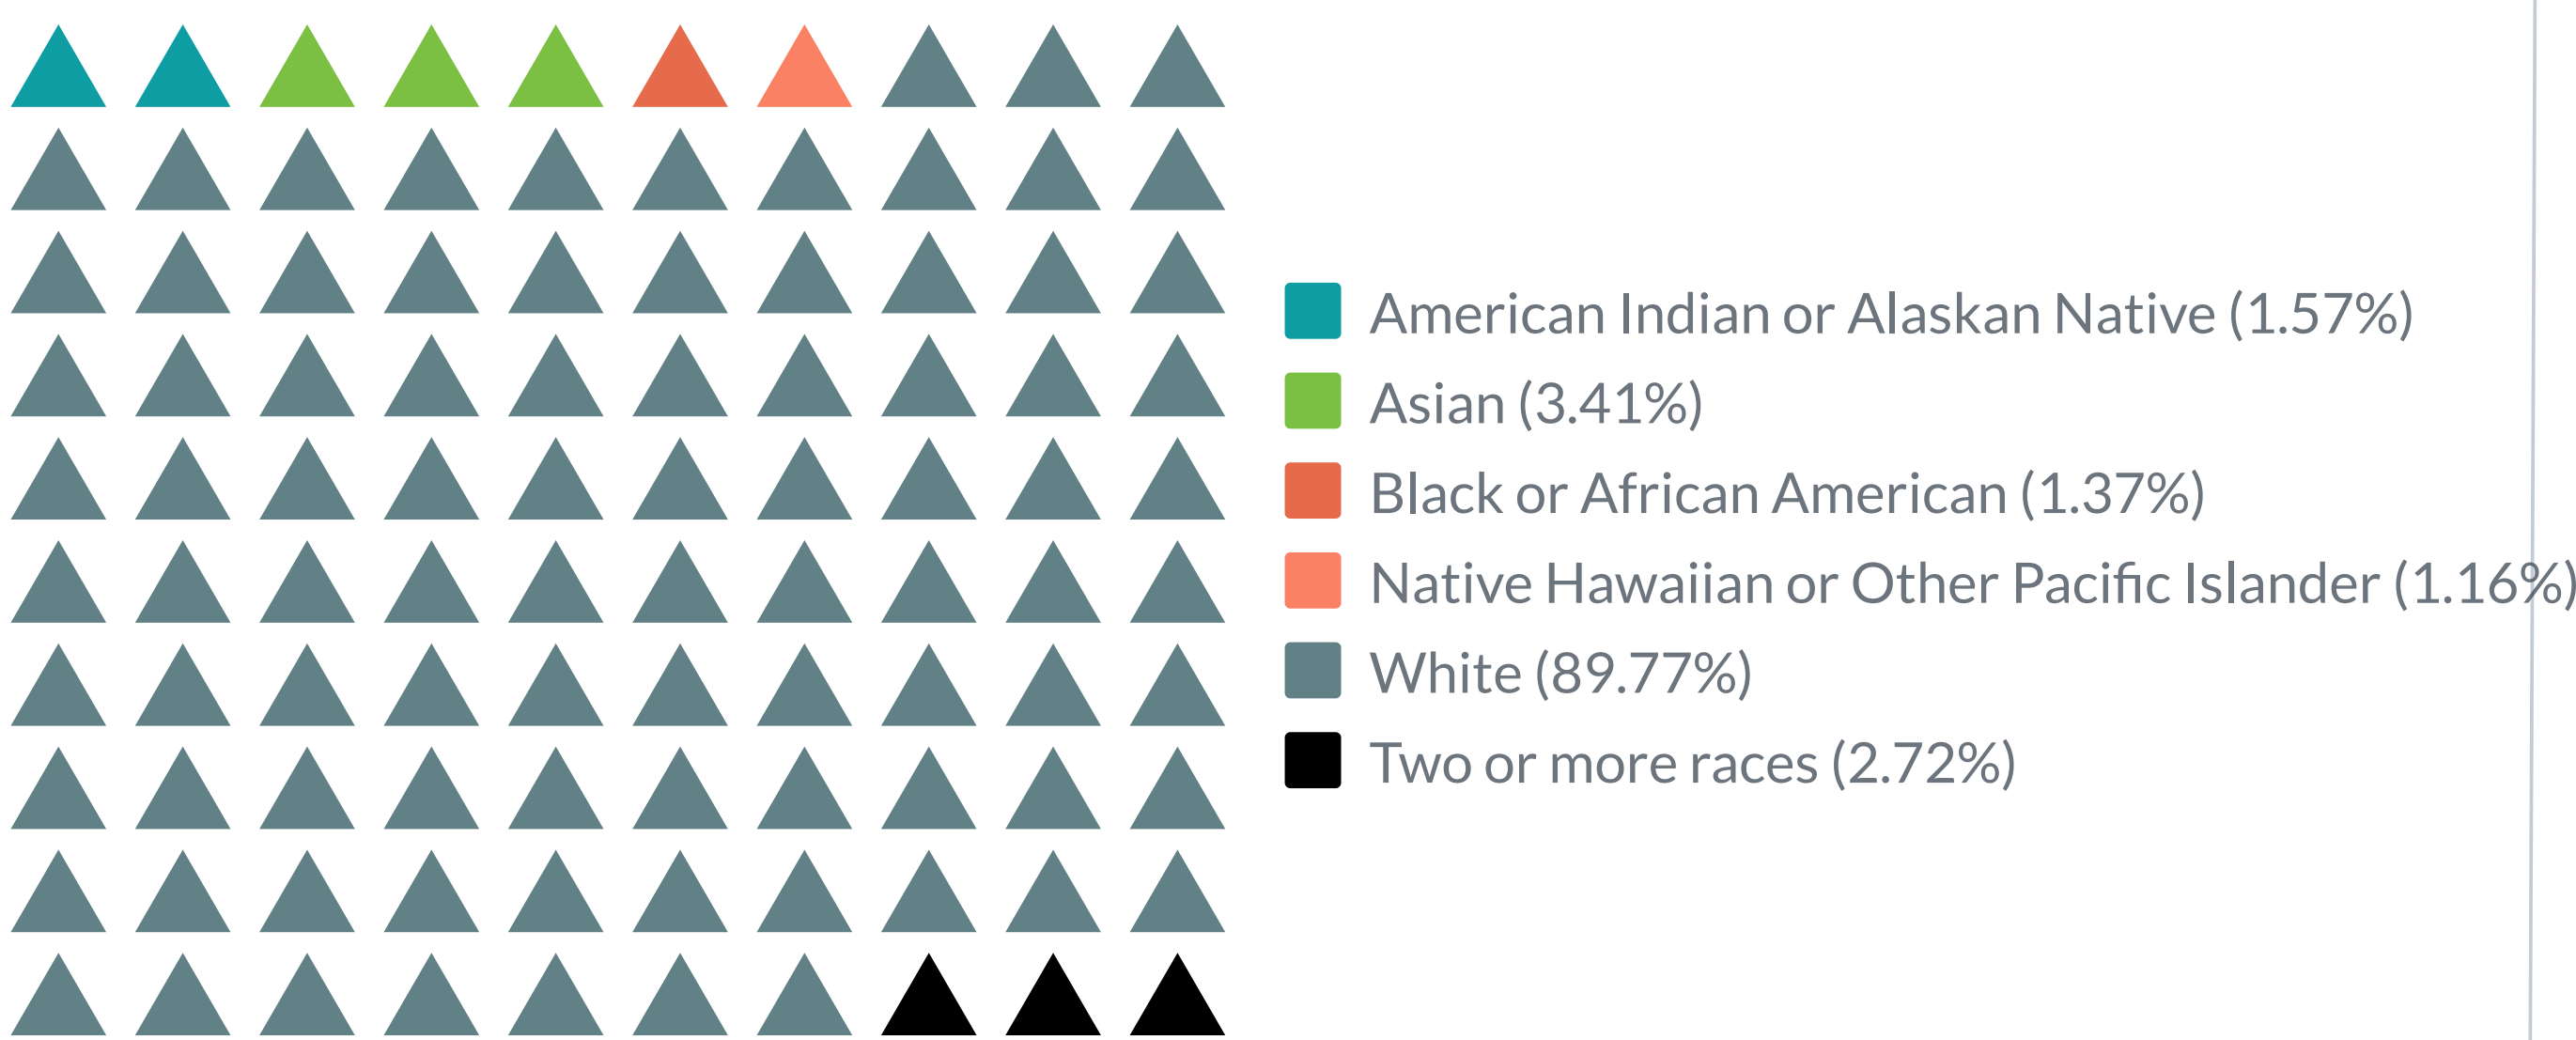 American Indian or Alaskan Native (1.57%)
Asian (3.41%)
Black or African American (1.37%)
Native Hawaiian or Other Pacific Islander (1.16%)
White (89.77%)
Two or more races (2.72%)